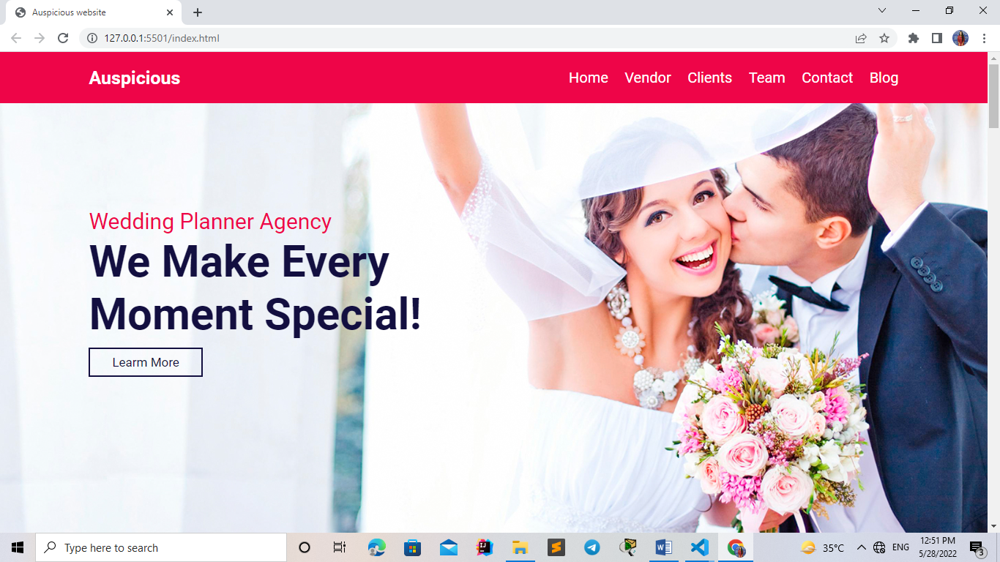 Auspicious website
127.0.0.1:5501/index.html
Auspicious
Home Vendor Clients Team Contact Blog
Wedding Planner Agency
We Make Every
Moment Special!
Learm More
Type here to search
35°C
ENG
12:51 PM
5/28/2022
3